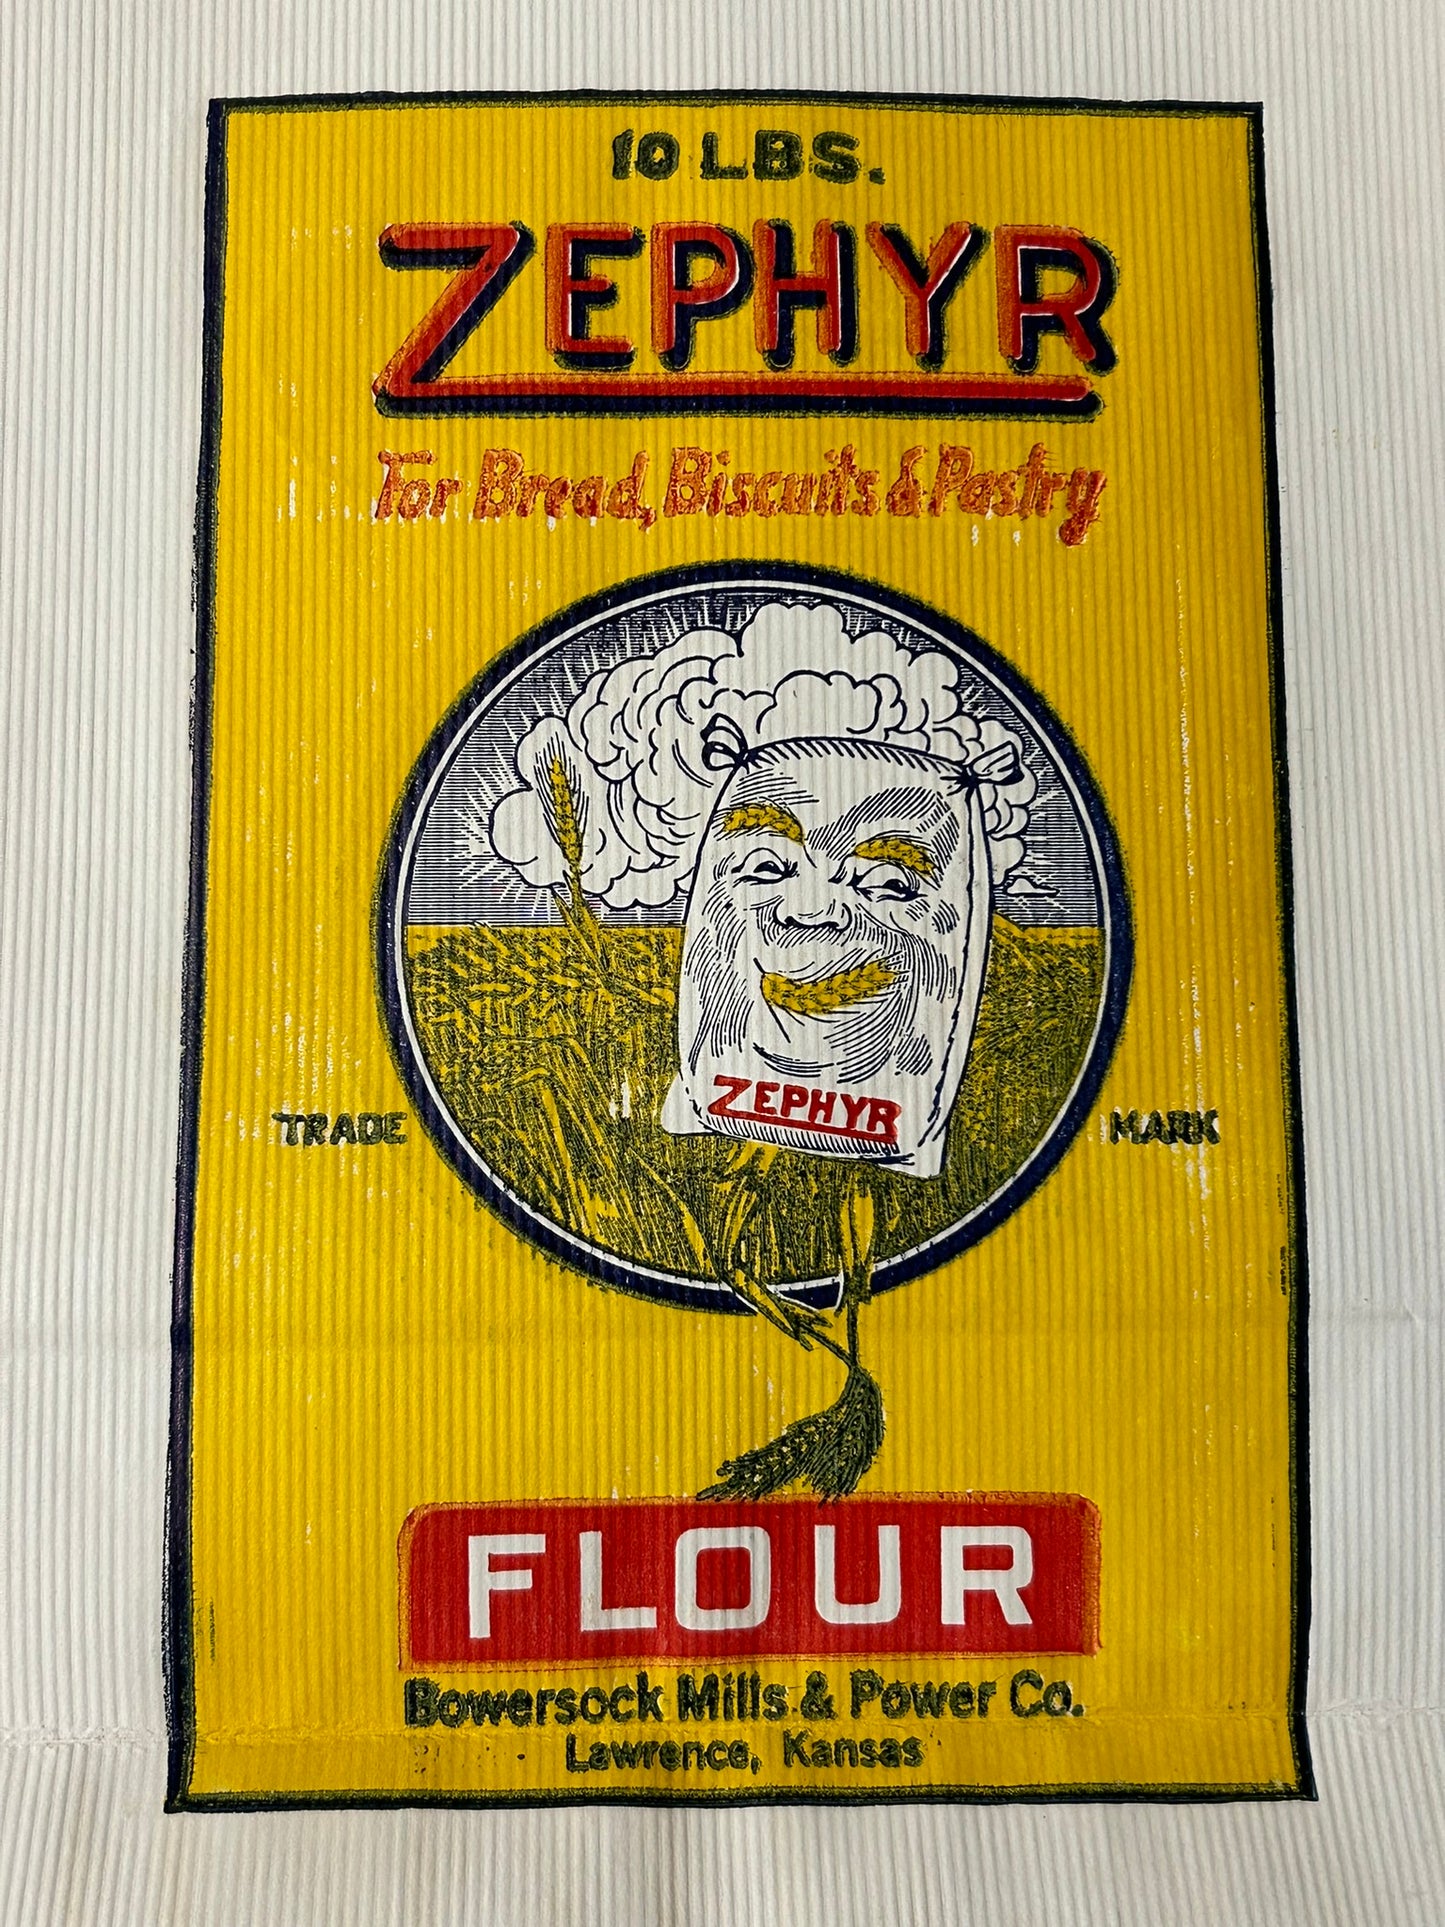 10 LBS.
ZEPHYR
For Bread, Biscuits & Pastry
ZEPHYR
TRADE MARK
FLOUR
Bowersock Mills & Power Co.
Lawrence, Kansas